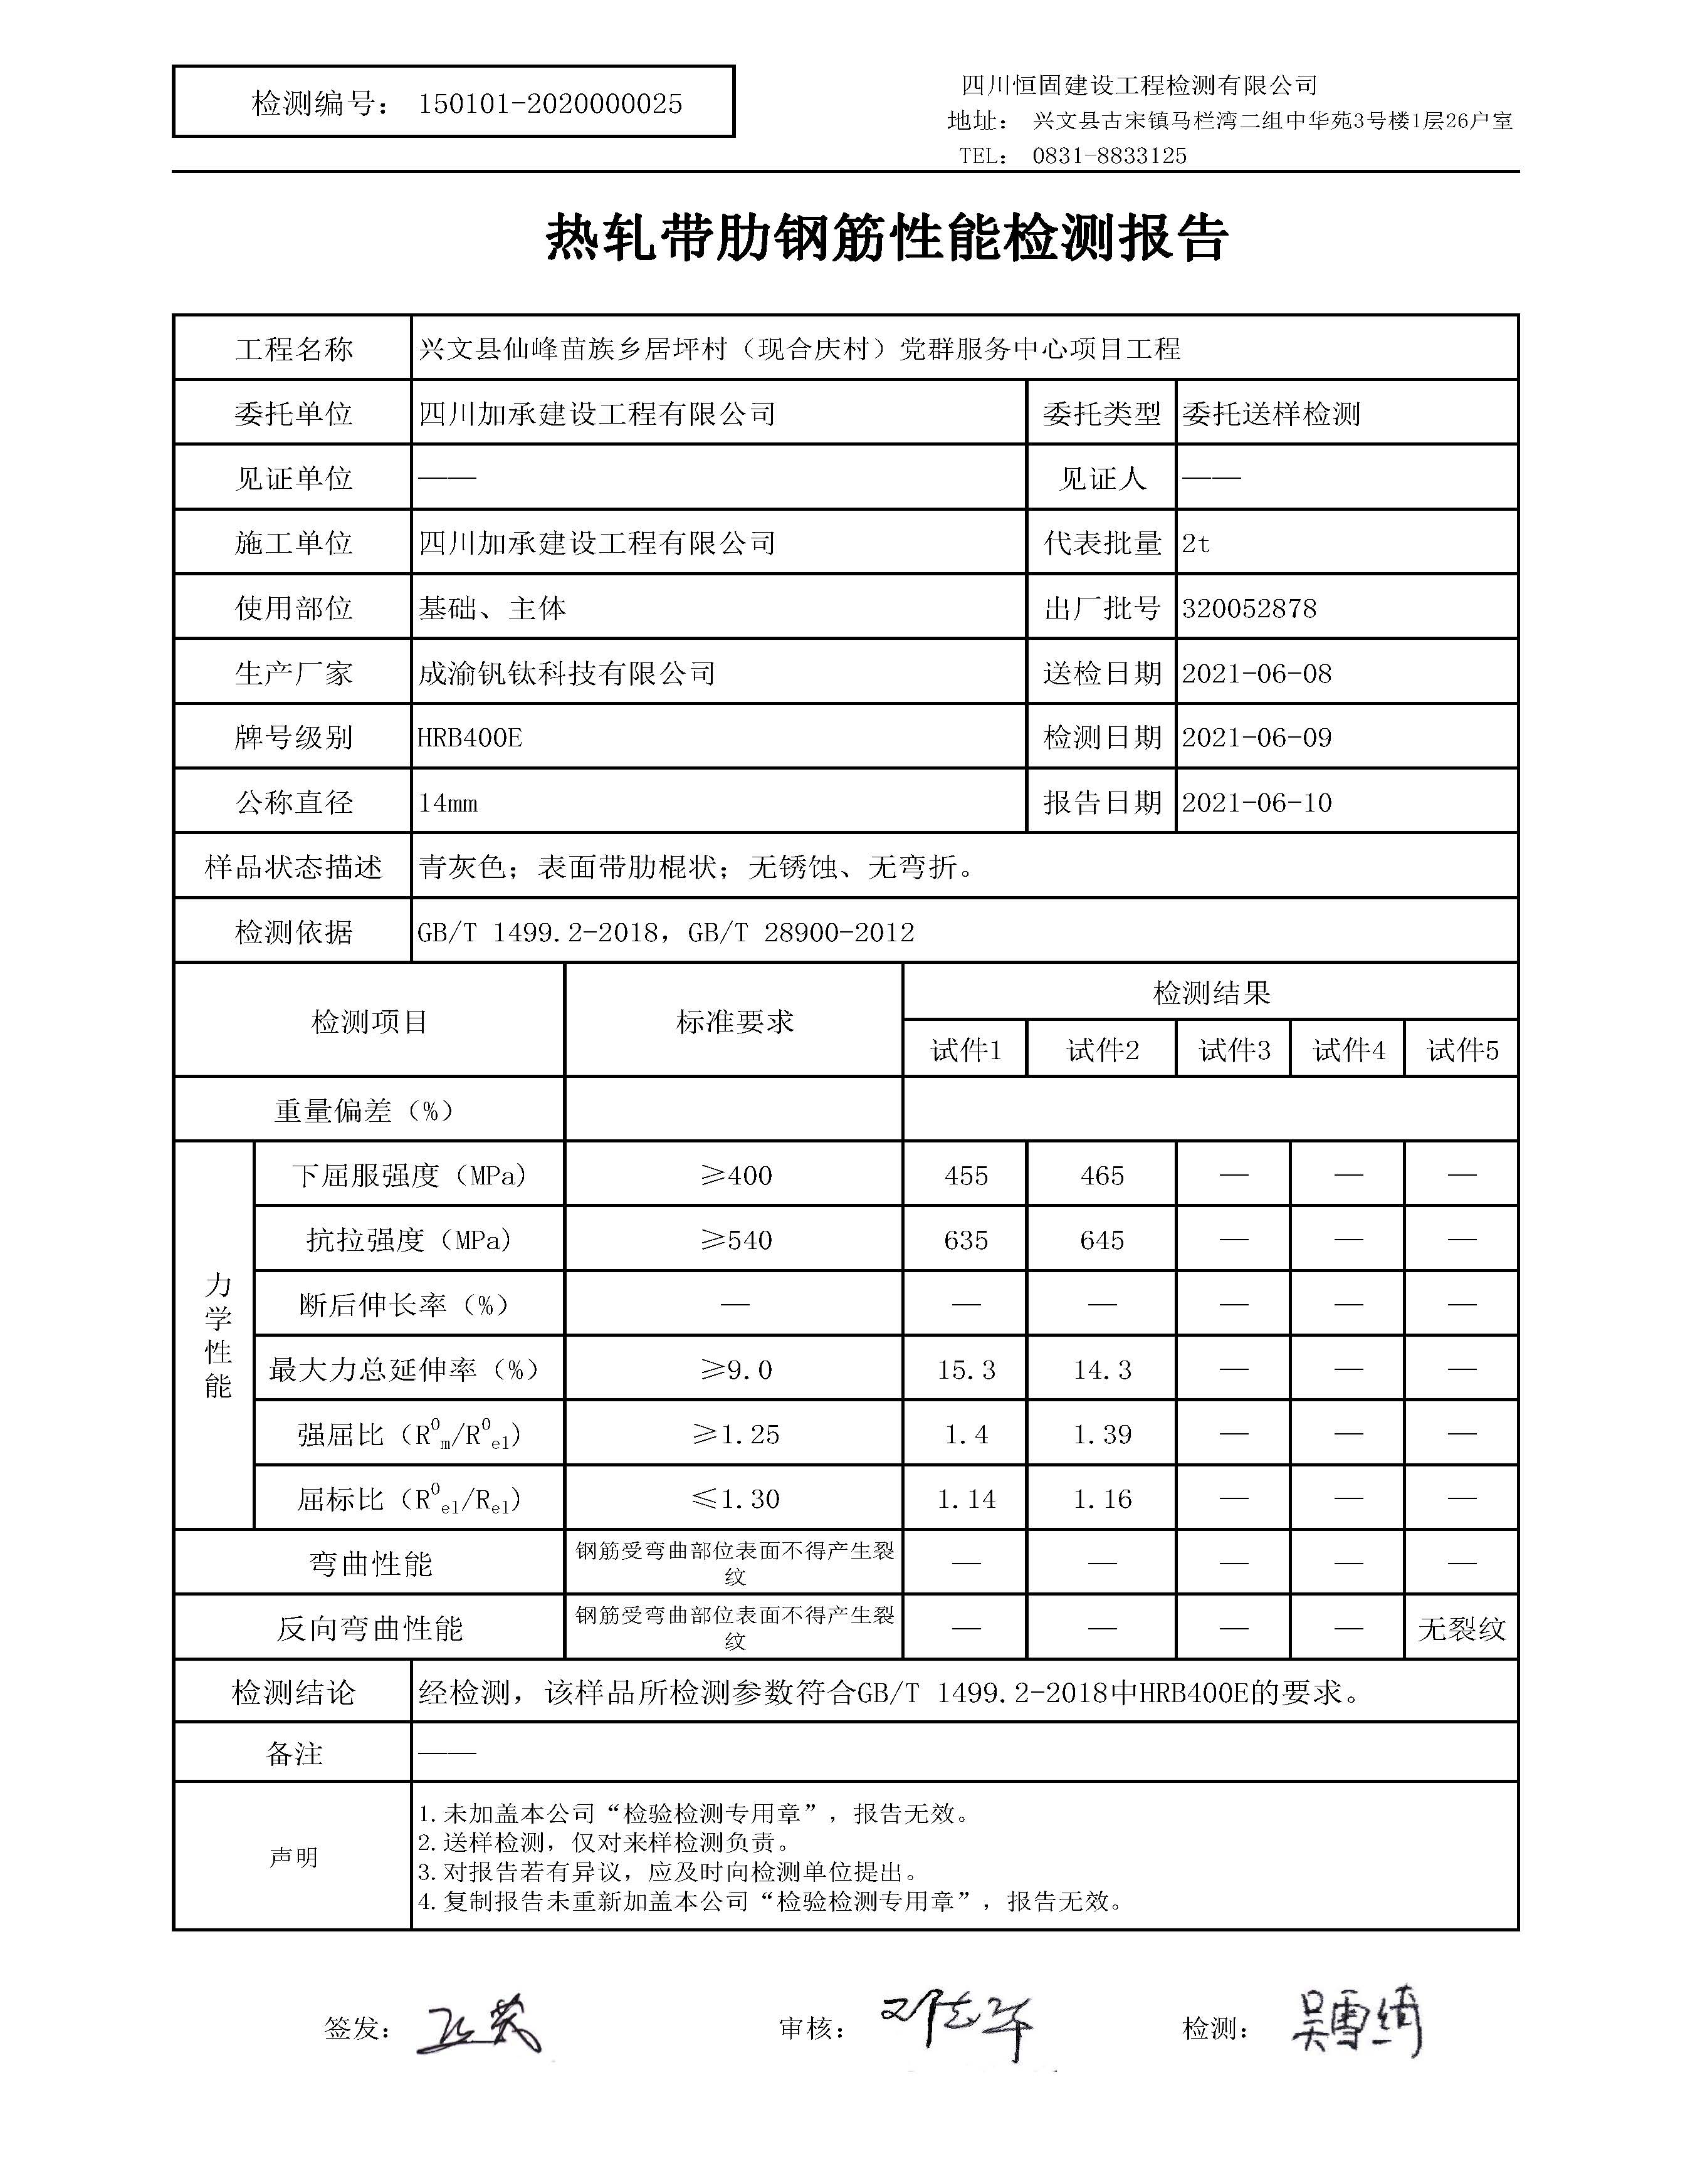 检测编号： 150101-2020000025
四川恒固建设工程检测有限公司
地址： 兴文县古宋镇马栏湾二组中华苑3号楼1层26户室
TEL： 0831-8833125
热轧带肋钢筋性能检测报告
工程名称 兴文县仙峰苗族乡居坪村（现合庆村）党群服务中心项目工程
委托单位 四川加承建设工程有限公司 委托类型 委托送样检测
见证单位 —— 见证人 ——
施工单位 四川加承建设工程有限公司 代表批量 2t
使用部位 基础、主体 出厂批号 320052878
生产厂家 成渝钒钛科技有限公司 送检日期 2021-06-08
牌号级别 HRB400E 检测日期 2021-06-09
公称直径 14mm 报告日期 2021-06-10
样品状态描述 青灰色；表面带肋棍状；无锈蚀、无弯折。
检测依据 GB/T 1499.2-2018，GB/T 28900-2012
检测项目 标准要求 检测结果
试件1 试件2 试件3 试件4 试件5
重量偏差（%）
力学性能
下屈服强度（MPa） ≥400 455 465 — — —
抗拉强度（MPa） ≥540 635 645 — — —
断后伸长率（%） — — — — — —
最大力总延伸率（%） ≥9.0 15.3 14.3 — — —
强屈比（R⁰m/R⁰el） ≥1.25 1.4 1.39 — — —
屈标比（R⁰el/Rel） ≤1.30 1.14 1.16 — — —
弯曲性能 钢筋受弯曲部位表面不得产生裂纹 — — — — —
反向弯曲性能 钢筋受弯曲部位表面不得产生裂纹 — — — — 无裂纹
检测结论 经检测，该样品所检测参数符合GB/T 1499.2-2018中HRB400E的要求。
备注 ——
声明
1.未加盖本公司“检验检测专用章”，报告无效。
2.送样检测，仅对来样检测负责。
3.对报告若有异议，应及时向检测单位提出。
4.复制报告未重新加盖本公司“检验检测专用章”，报告无效。
签发： 审核： 邓志华 检测： 吴雪绮